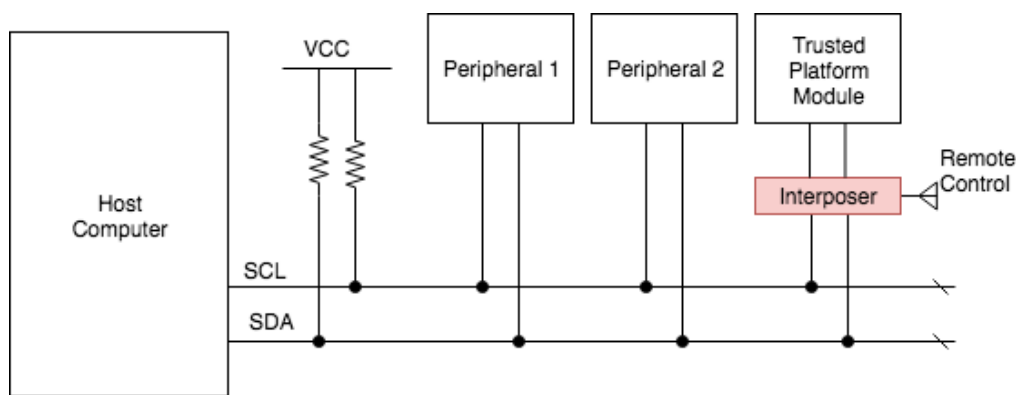 VCC
Peripheral 1
Peripheral 2
Trusted
Platform
Module
Remote
Control
Interposer
Host
Computer
SCL
SDA